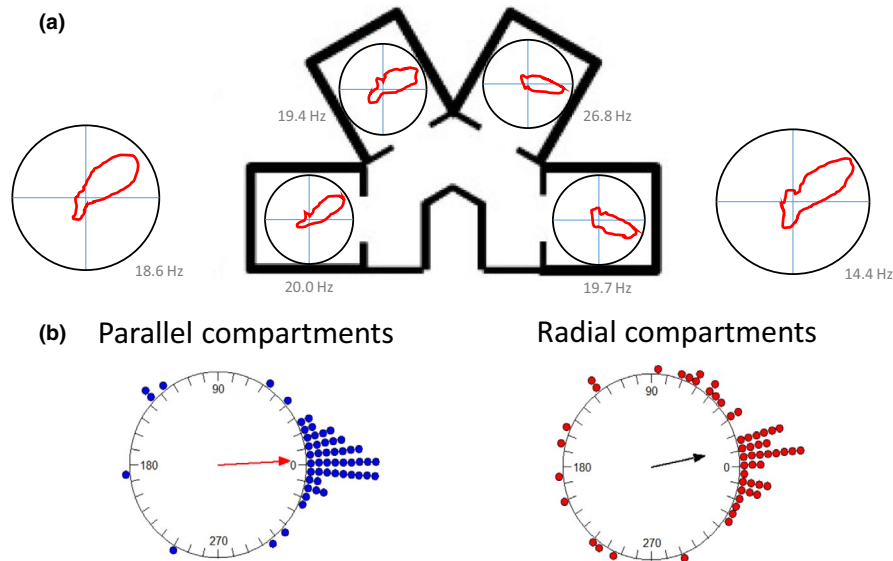 (a)
19.4 Hz
26.8 Hz
18.6 Hz
20.0 Hz
19.7 Hz
14.4 Hz
(b) Parallel compartments Radial compartments
90
180
0
270
90
180
0
270